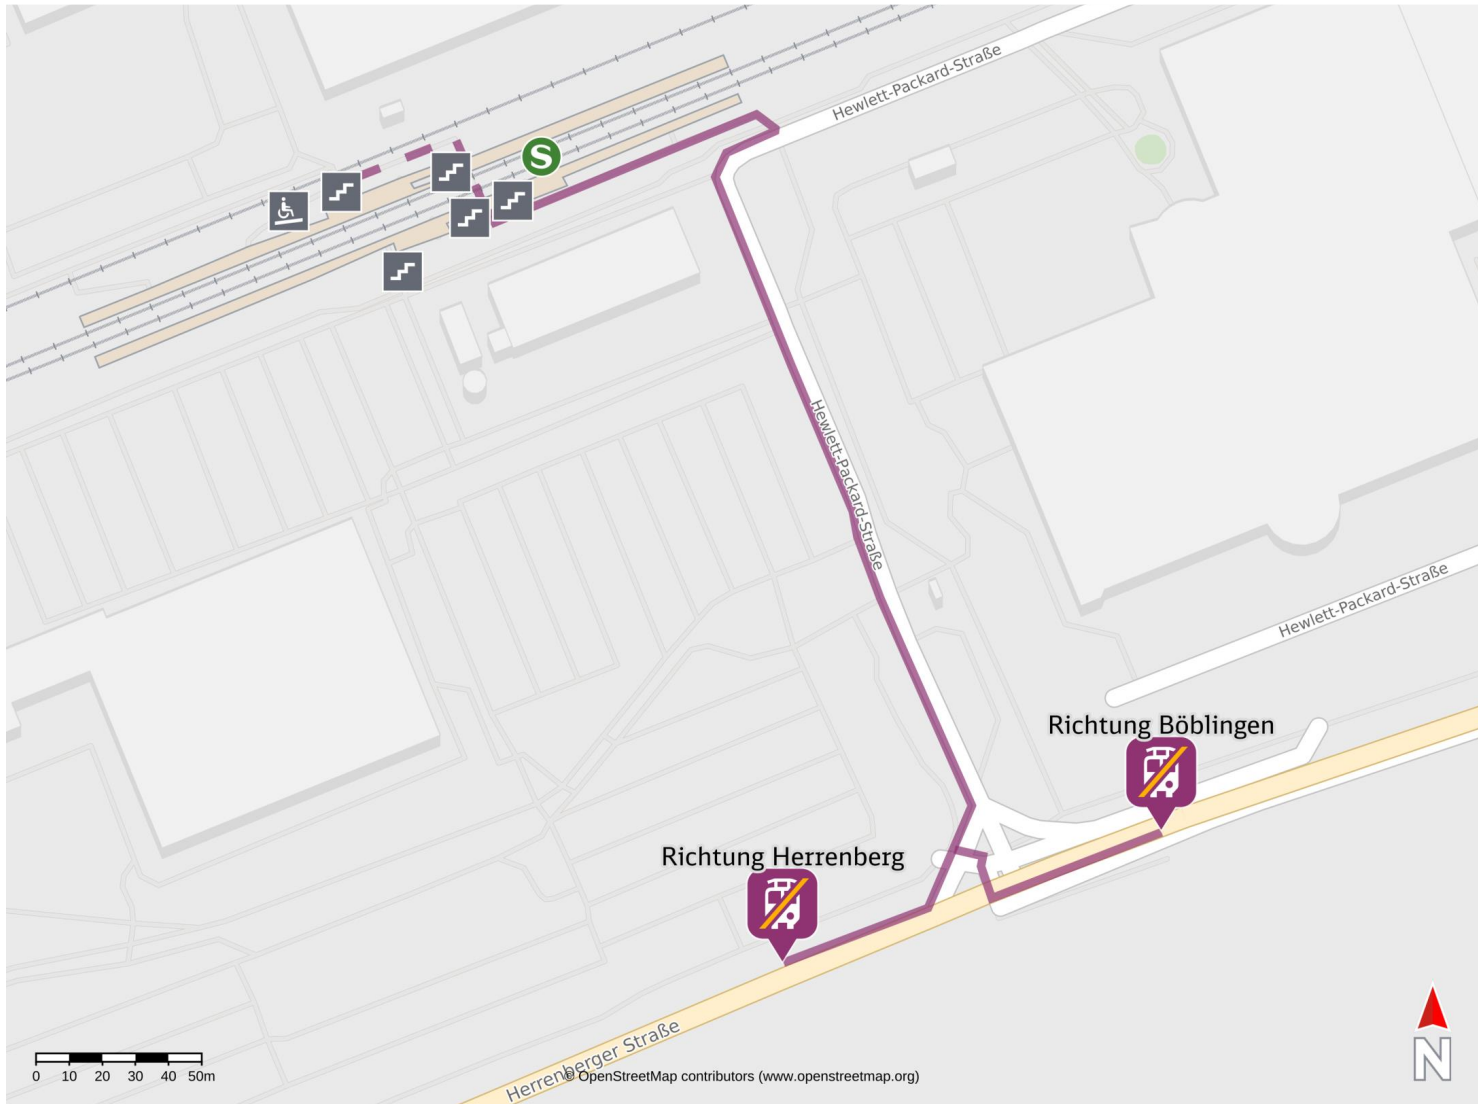 Hewlett-Packard-Straße
S
Hewlett-Packard-Straße
Hewlett-Packard-Straße
Richtung Böblingen
Richtung Herrenberg
Herrenberger Straße
N
0 10 20 30 40 50m
© OpenStreetMap contributors (www.openstreetmap.org)